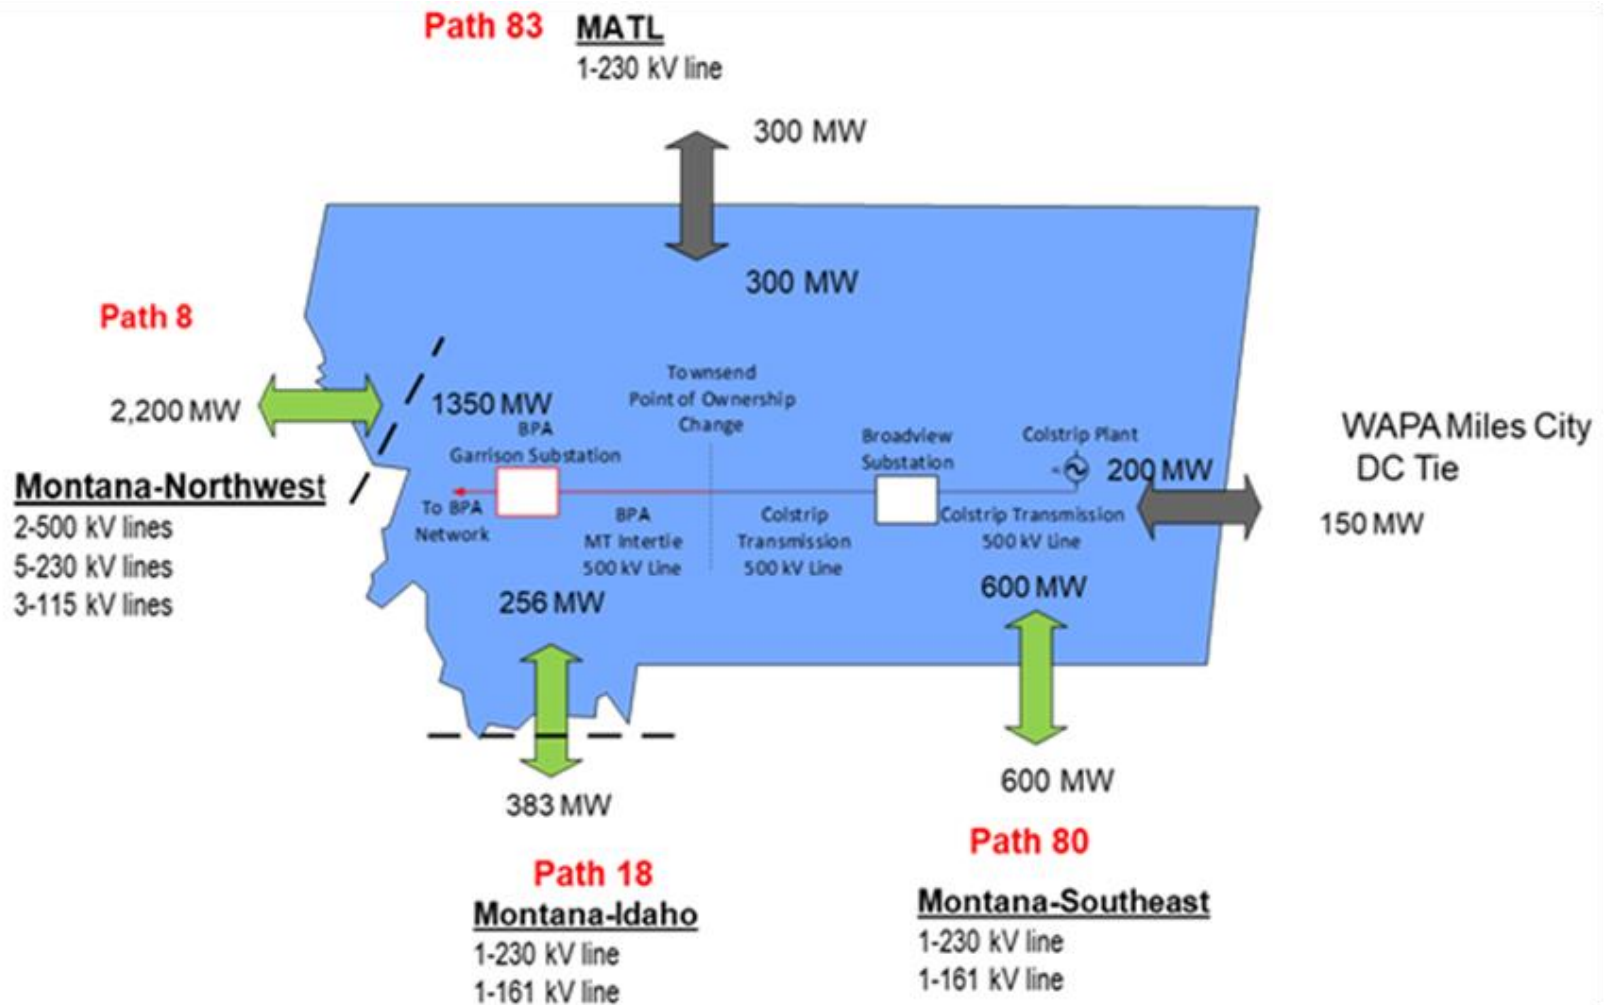 Path 83
MATL
1-230 kV line
300 MW
300 MW
Path 8
2,200 MW
1350 MW
Montana-Northwest
2-500 kV lines
5-230 kV lines
3-115 kV lines
BPA
Garrison Substation
To BPA
Network
Townsend
Point of Ownership
Change
BPA
MT Intertie
500 kV Line
Colstrip
Transmission
500 kV Line
Broadview
Substation
Colstrip Plant
Colstrip Transmission
500 kV Line
200 MW
WAPA Miles City
DC Tie
150 MW
256 MW
383 MW
Path 18
Montana-Idaho
1-230 kV line
1-161 kV line
600 MW
600 MW
Path 80
Montana-Southeast
1-230 kV line
1-161 kV line